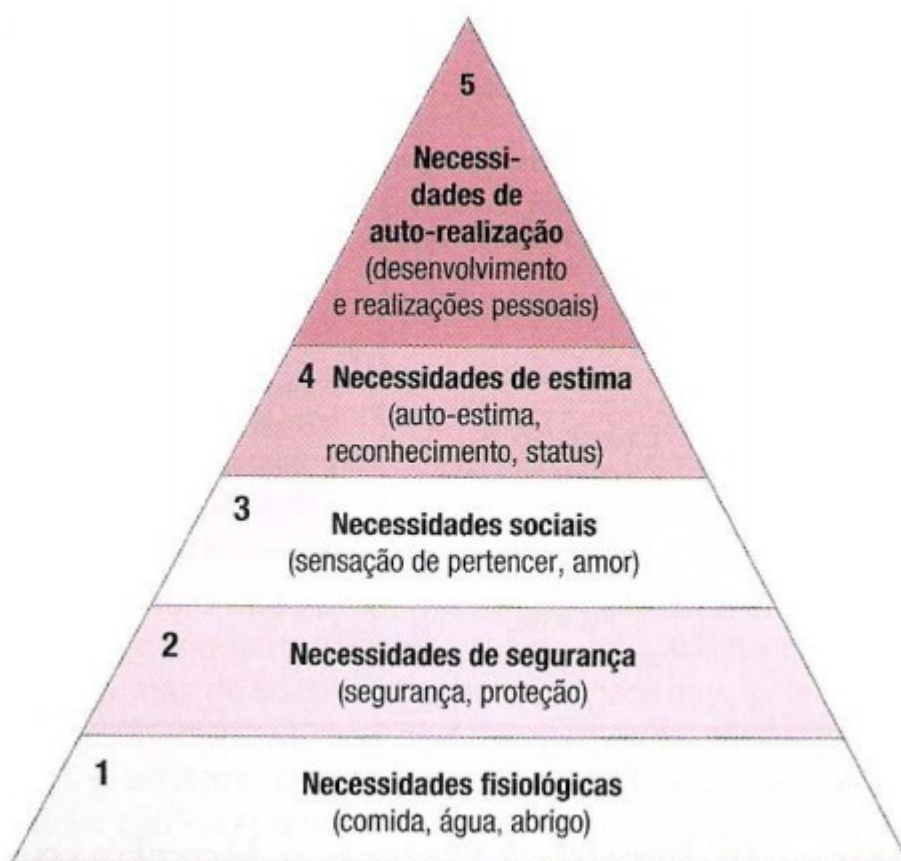 5
Necessi-
dades de
auto-realização
(desenvolvimento
e realizações pessoais)
4 Necessidades de estima
(auto-estima,
reconhecimento, status)
3
Necessidades sociais
(sensação de pertencer, amor)
2
Necessidades de segurança
(segurança, proteção)
1
Necessidades fisiológicas
(comida, água, abrigo)